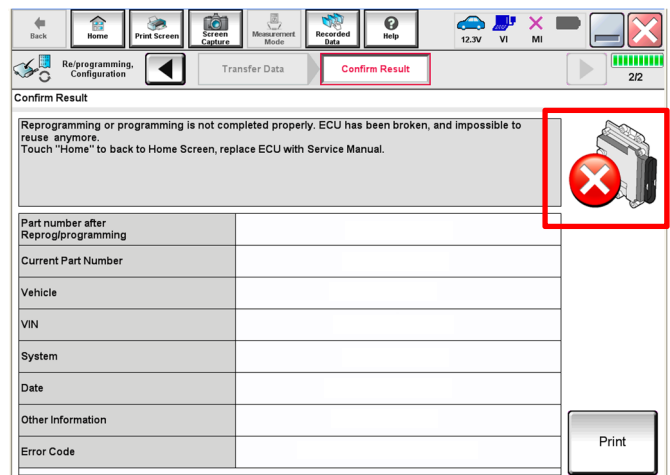 Back
Home
Print Screen
Screen
Capture
Measurement
Mode
Recorded
Data
Help
12.3V
VI
MI
Re/programming,
Configuration
Transfer Data
Confirm Result
2/2
Confirm Result
Reprogramming or programming is not completed properly. ECU has been broken, and impossible to
reuse anymore.
Touch "Home" to back to Home Screen, replace ECU with Service Manual.
Part number after
Reprog/programming
Current Part Number
Vehicle
VIN
System
Date
Other Information
Error Code
Print